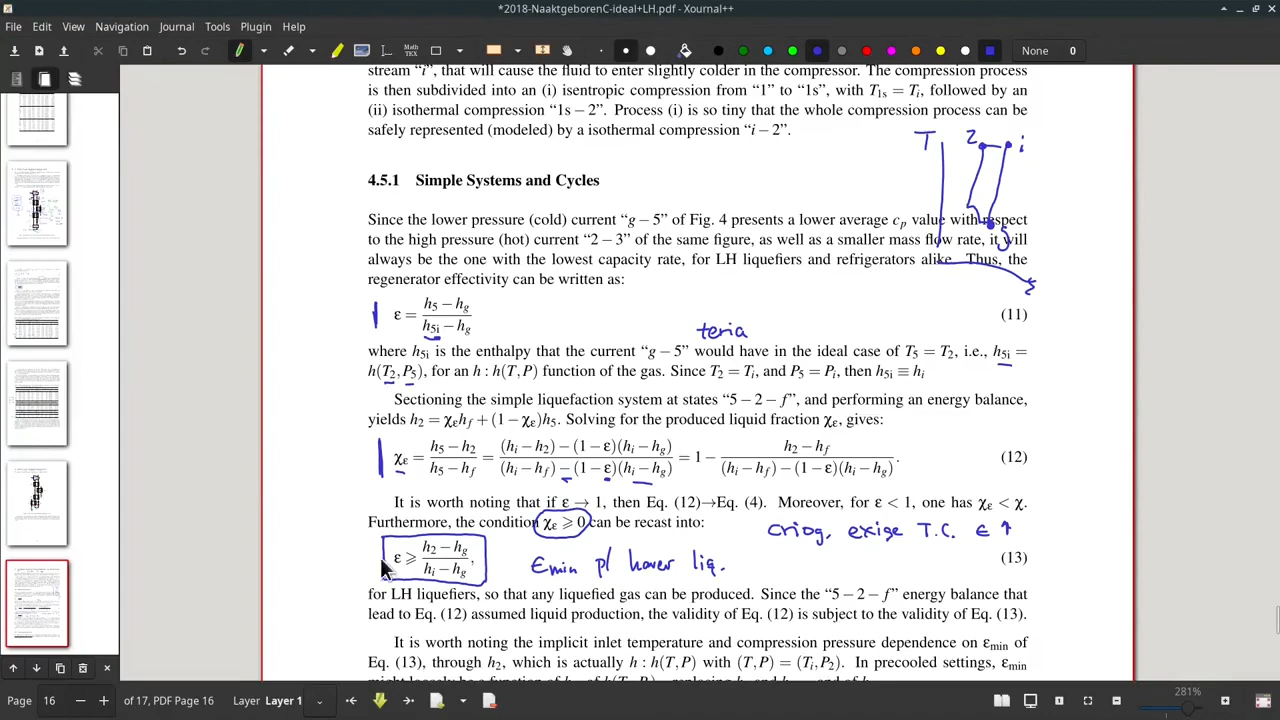 *2018-NaaktgeborenC-ideal+LH.pdf - Xournal++
File Edit View Navigation Journal Tools Plugin Help
MATH TEX None 0
stream “i”, that will cause the fluid to enter slightly colder in the compressor. The compression process
is then subdivided into an (i) isentropic compression from “1” to “1s”, with T1s = Ti, followed by an
(ii) isothermal compression “1s − 2”. Process (i) is so tiny that the whole compression process can be
safely represented (modeled) by a isothermal compression “i − 2”.
T 2 i
4.5.1 Simple Systems and Cycles
Since the lower pressure (cold) current “g − 5” of Fig. 4 presents a lower average cp value with respect
to the high pressure (hot) current “2 − 3” of the same figure, as well as a smaller mass flow rate, it will
5
always be the one with the lowest capacity rate, for LH liquefiers and refrigerators alike. Thus, the
regenerator effectivity can be written as:
ε = (h5 − hg)/(h5i − hg) (11)
teria
where h5i is the enthalpy that the current “g − 5” would have in the ideal case of T5 = T2, i.e., h5i =
h(T2, P5), for an h : h(T, P) function of the gas. Since T2 = Ti, and P5 = Pi, then h5i ≡ hi
Sectioning the simple liquefaction system at states “5 − 2 − f”, and performing an energy balance,
yields h2 = χεhf + (1 − χε)h5. Solving for the produced liquid fraction χε, gives:
χε = (h5 − h2)/(h5 − hf) = ((hi − h2) − (1 − ε)(hi − hg))/((hi − hf) − (1 − ε)(hi − hg)) = 1 − (h2 − hf)/((hi − hf) − (1 − ε)(hi − hg)). (12)
It is worth noting that if ε → 1, then Eq. (12)→Eq. (4). Moreover, for ε < 1, one has χε < χ.
Furthermore, the condition χε ⩾ 0 can be recast into:
criog. exige T.C. ε ↑
ε ⩾ (h2 − hg)/(hi − hg), (13)
εmin p/ haver liq.
for LH liquefiers, so that any liquefied gas can be produced. Since the “5 − 2 − f” energy balance that
lead to Eq. (12) assumed liquid production, the validity of Eq. (12) is subject to the validity of Eq. (13).
It is worth noting the implicit inlet temperature and compression pressure dependence on εmin of
Eq. (13), through h2, which is actually h : h(T, P) with (T, P) = (Ti, P2). In precooled settings, εmin
Page 16 of 17, PDF Page 16 Layer Layer 1 281%